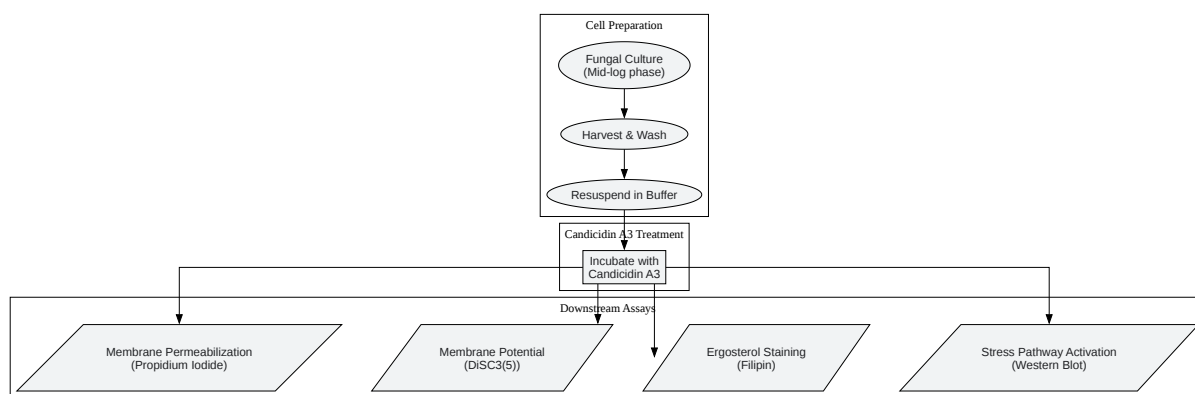 Cell Preparation
Fungal Culture
(Mid-log phase)
Harvest & Wash
Resuspend in Buffer
Candicidin A3 Treatment
Incubate with
Candicidin A3
Downstream Assays
Membrane Permeabilization
(Propidium Iodide)
Membrane Potential
(DiSC3(5))
Ergosterol Staining
(Filipin)
Stress Pathway Activation
(Western Blot)